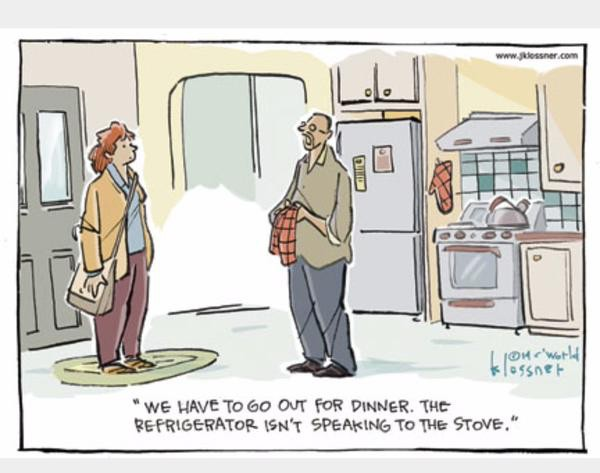 www.jklossner.com
©MCr'World
klossner
"WE HAVE TO GO OUT FOR DINNER. THE
REFRIGERATOR ISN'T SPEAKING TO THE STOVE."